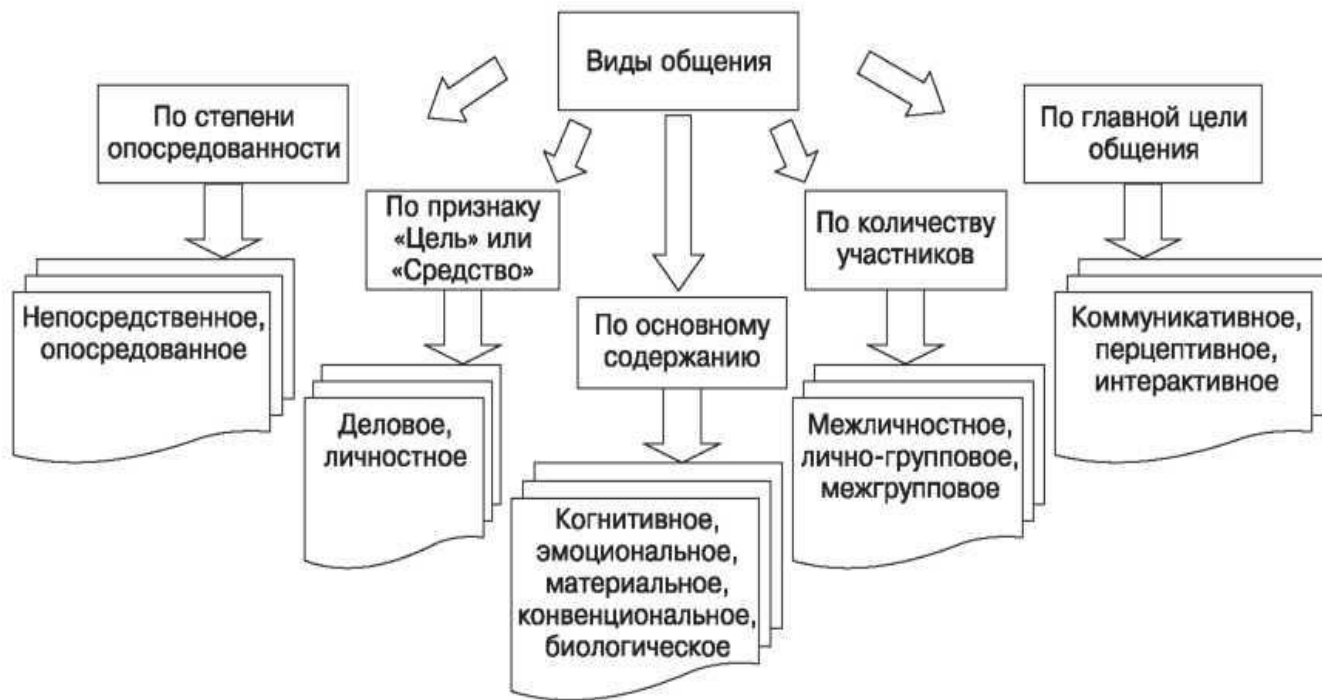 Виды общения
По степени
опосредованности
Непосредственное,
опосредованное
По признаку
«Цель» или
«Средство»
Деловое,
личностное
По основному
содержанию
Когнитивное,
эмоциональное,
материальное,
конвенциональное,
биологическое
По количеству
участников
Межличностное,
лично-групповое,
межгрупповое
По главной цели
общения
Коммуникативное,
перцептивное,
интерактивное